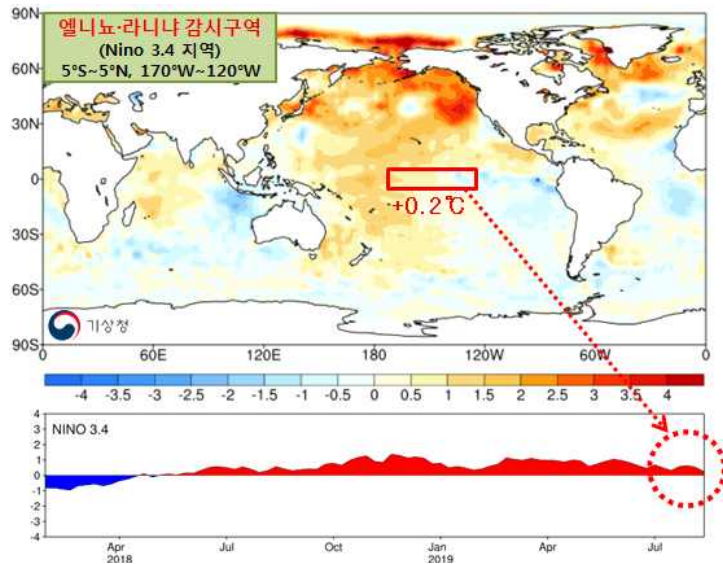 90N
엘니뇨·라니냐 감시구역
(Nino 3.4 지역)
5°S~5°N, 170°W~120°W
60N
30N
0
+0.2℃
30S
60S
기상청
90S
0 60E 120E 180 120W 60W 0
-4 -3.5 -3 -2.5 -2 -1.5 -1 -0.5 0 0.5 1 1.5 2 2.5 3 3.5 4
4
NINO 3.4
3
2
1
0
-1
-2
-3
-4
Apr Jul Oct Jan Apr Jul
2018 2019